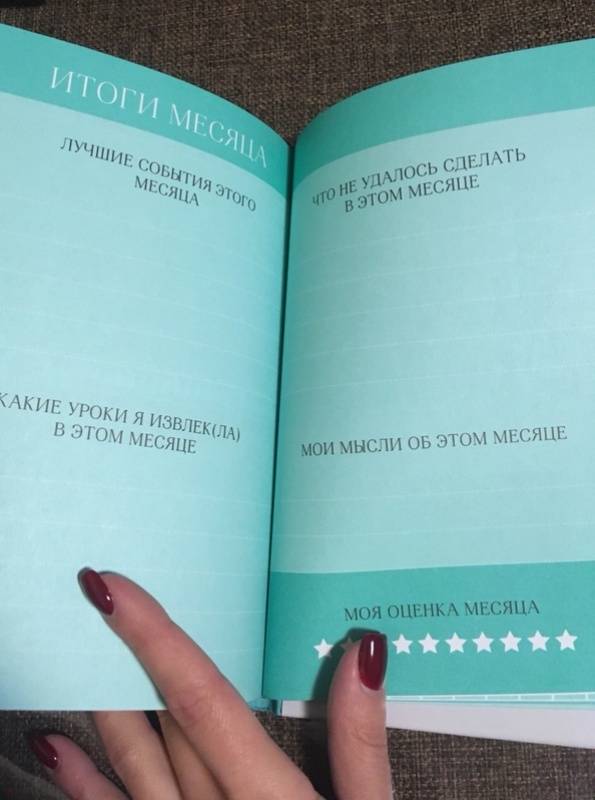 ИТОГИ МЕСЯЦА
ЛУЧШИЕ СОБЫТИЯ ЭТОГО
МЕСЯЦА
КАКИЕ УРОКИ Я ИЗВЛЕК(ЛА)
В ЭТОМ МЕСЯЦЕ
ЧТО НЕ УДАЛОСЬ СДЕЛАТЬ
В ЭТОМ МЕСЯЦЕ
МОИ МЫСЛИ ОБ ЭТОМ МЕСЯЦЕ
МОЯ ОЦЕНКА МЕСЯЦА